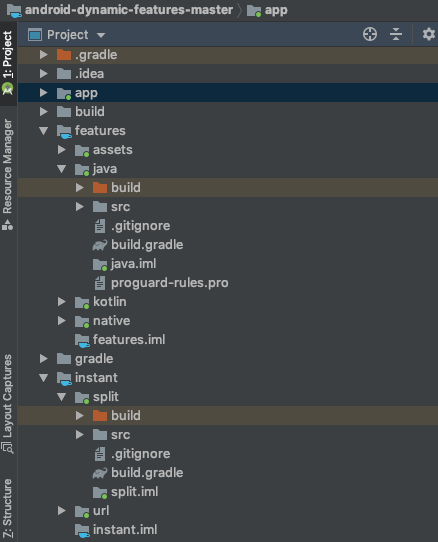 android-dynamic-features-master app
Project
.gradle
.idea
app
build
features
assets
java
build
src
.gitignore
build.gradle
java.iml
proguard-rules.pro
kotlin
native
features.iml
gradle
instant
split
build
src
.gitignore
build.gradle
split.iml
url
instant.iml
1: Project
Resource Manager
Layout Captures
Z: Structure